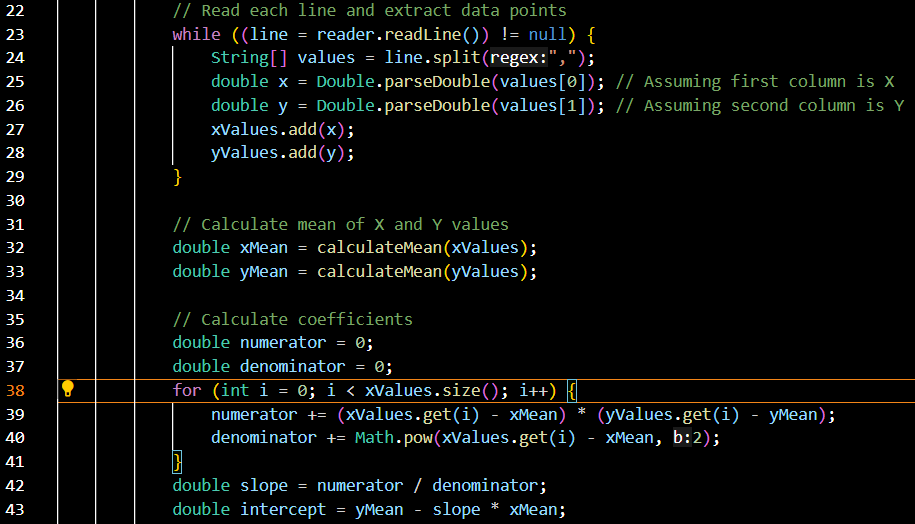 22 // Read each line and extract data points
23 while ((line = reader.readLine()) != null) {
24 String[] values = line.split(regex:",");
25 double x = Double.parseDouble(values[0]); // Assuming first column is X
26 double y = Double.parseDouble(values[1]); // Assuming second column is Y
27 xValues.add(x);
28 yValues.add(y);
29 }
30
31 // Calculate mean of X and Y values
32 double xMean = calculateMean(xValues);
33 double yMean = calculateMean(yValues);
34
35 // Calculate coefficients
36 double numerator = 0;
37 double denominator = 0;
38 for (int i = 0; i < xValues.size(); i++) {
39 numerator += (xValues.get(i) - xMean) * (yValues.get(i) - yMean);
40 denominator += Math.pow(xValues.get(i) - xMean, b:2);
41 }
42 double slope = numerator / denominator;
43 double intercept = yMean - slope * xMean;